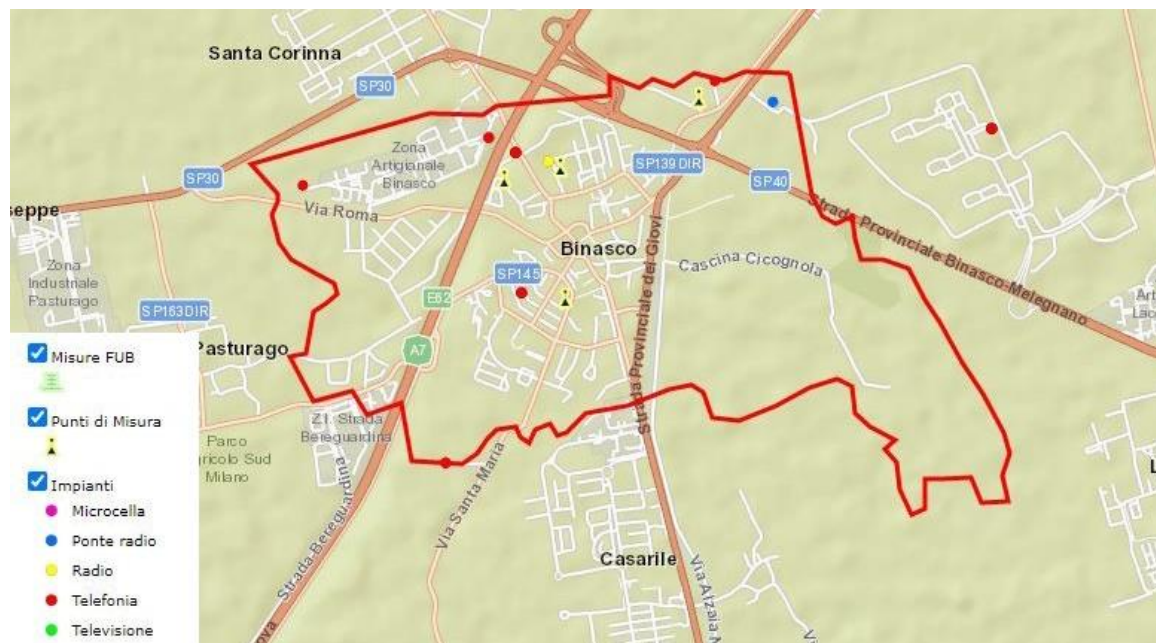 Santa Corinna
SP30
Zona
Artigianale
Binasco
SP139 DIR
SP40
SP30
Via Roma
Strada Provinciale Binasco-Melegnano
seppe
Binasco
Cascina Cicognola
Strada Provinciale dei Giovi
Zona
Industriale
Pasturago
SP145
E62
SP163DIR
Pasturago
A7
Z.I. Strada
Bereguardina
Parco
Agricolo Sud
Milano
Strada-Bereguardina
Via Santa Maria
Casarile
Via Alzaia
Misure FUB
Punti di Misura
Impianti
Microcella
Ponte radio
Radio
Telefonia
Televisione